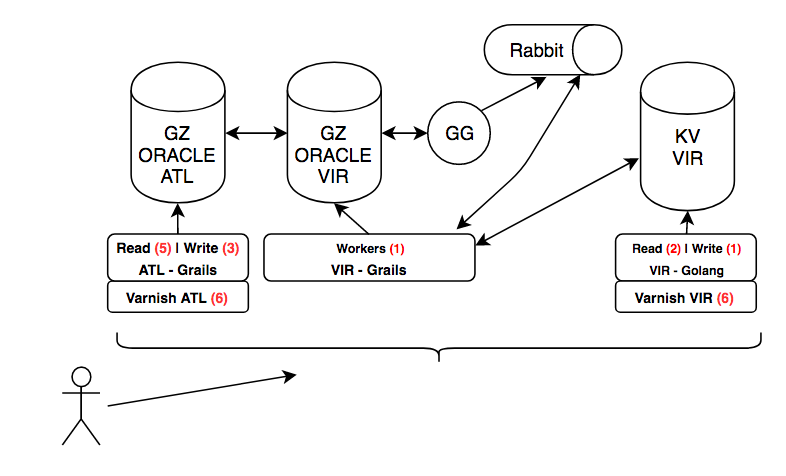 Rabbit
GZ
ORACLE
ATL
GZ
ORACLE
VIR
GG
KV
VIR
Read (5) | Write (3)
ATL - Grails
Varnish ATL (6)
Workers (1)
VIR - Grails
Read (2) | Write (1)
VIR - Golang
Varnish VIR (6)